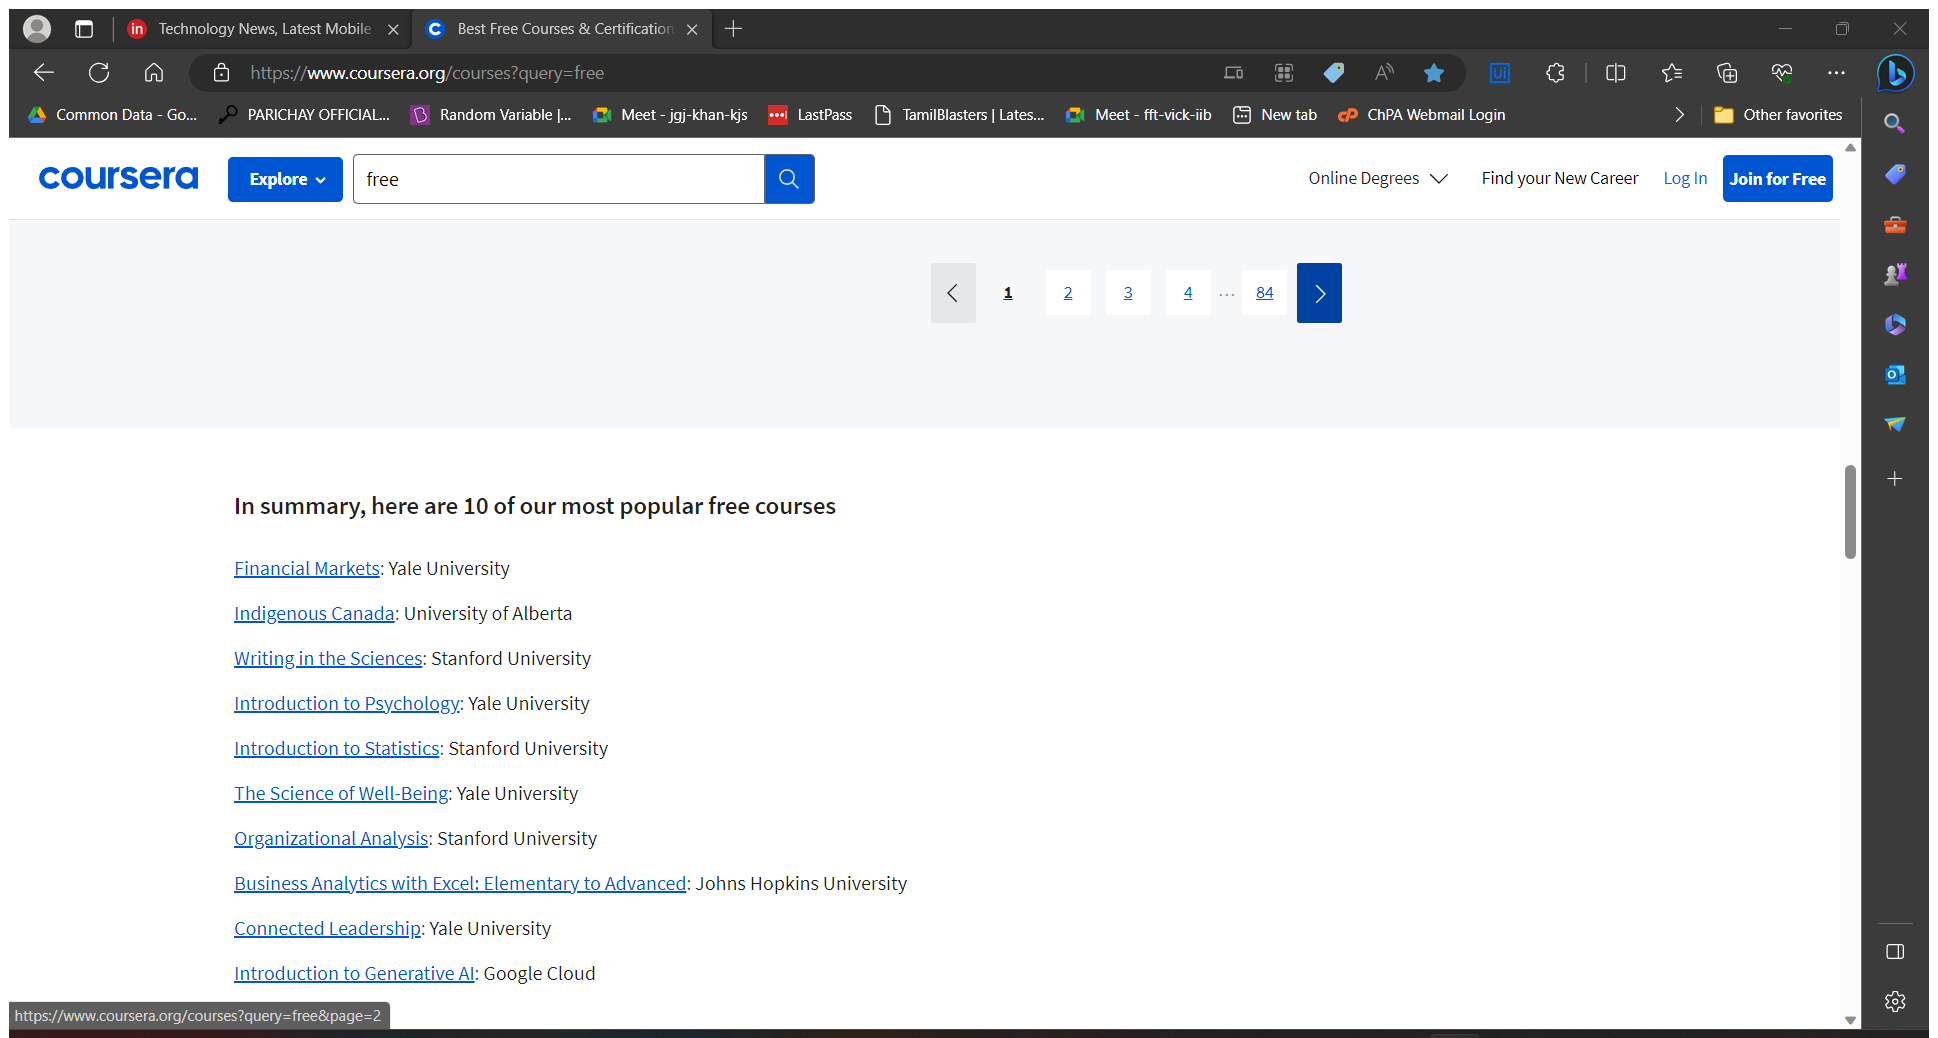 Technology News, Latest Mobile
Best Free Courses & Certification
https://www.coursera.org/courses?query=free
Common Data - Go...
PARICHAY OFFICIAL...
Random Variable |...
Meet - jgj-khan-kjs
LastPass
TamilBlasters | Lates...
Meet - fft-vick-iib
New tab
ChPA Webmail Login
Other favorites
coursera
Explore
free
Online Degrees
Find your New Career
Log In
Join for Free
1 2 3 4 ... 84
In summary, here are 10 of our most popular free courses
Financial Markets: Yale University
Indigenous Canada: University of Alberta
Writing in the Sciences: Stanford University
Introduction to Psychology: Yale University
Introduction to Statistics: Stanford University
The Science of Well-Being: Yale University
Organizational Analysis: Stanford University
Business Analytics with Excel: Elementary to Advanced: Johns Hopkins University
Connected Leadership: Yale University
Introduction to Generative AI: Google Cloud
https://www.coursera.org/courses?query=free&page=2